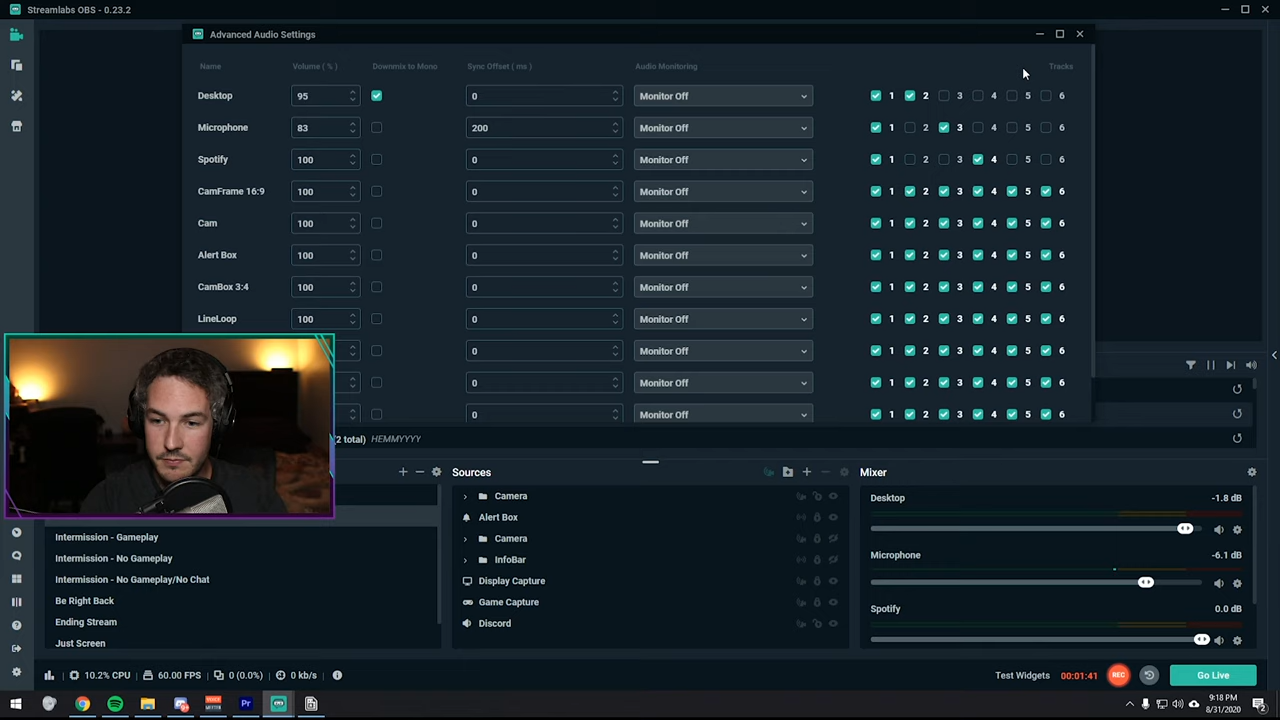 Streamlabs OBS - 0.23.2
Advanced Audio Settings
Name Volume ( % ) Downmix to Mono Sync Offset ( ms ) Audio Monitoring Tracks
Desktop 95 0 Monitor Off 1 2 3 4 5 6
Microphone 83 200 Monitor Off 1 2 3 4 5 6
Spotify 100 0 Monitor Off 1 2 3 4 5 6
CamFrame 16:9 100 0 Monitor Off 1 2 3 4 5 6
Cam 100 0 Monitor Off 1 2 3 4 5 6
Alert Box 100 0 Monitor Off 1 2 3 4 5 6
CamBox 3:4 100 0 Monitor Off 1 2 3 4 5 6
LineLoop 100 0 Monitor Off 1 2 3 4 5 6
0 Monitor Off 1 2 3 4 5 6
0 Monitor Off 1 2 3 4 5 6
0 Monitor Off 1 2 3 4 5 6
(2 total) HEMMYYYY
Sources
Mixer
Camera
Alert Box
Camera
InfoBar
Display Capture
Game Capture
Discord
Desktop -1.8 dB
Microphone -6.1 dB
Spotify 0.0 dB
Intermission - Gameplay
Intermission - No Gameplay
Intermission - No Gameplay/No Chat
Be Right Back
Ending Stream
Just Screen
10.2% CPU 60.00 FPS 0 (0.0%) 0 kb/s
Test Widgets 00:01:41 REC Go Live
Pr
9:18 PM
8/31/2020
2